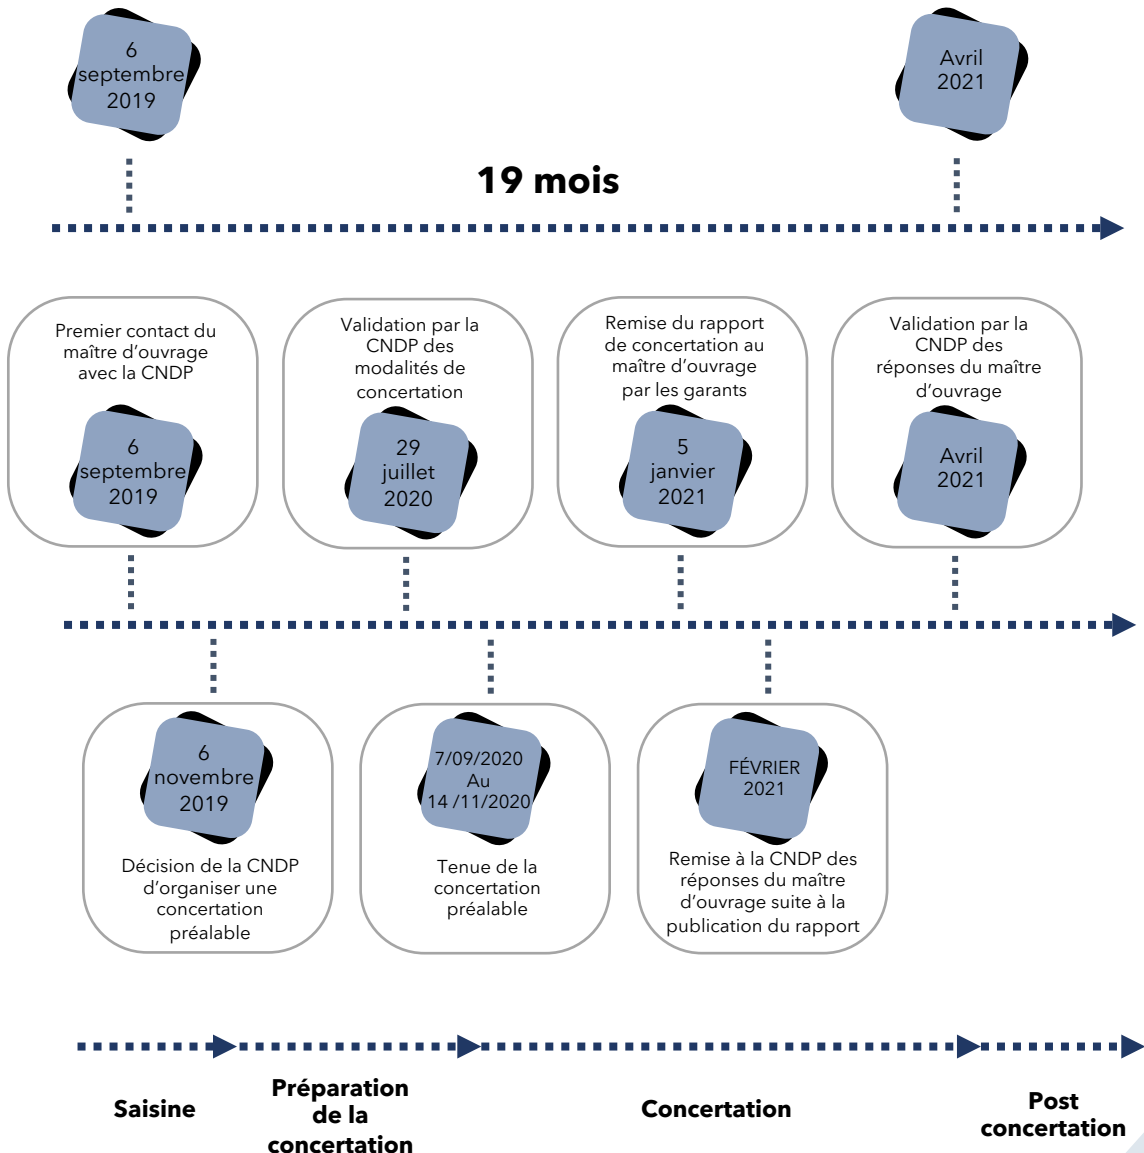 6
septembre
2019
Avril
2021
19 mois
Premier contact du
maître d'ouvrage
avec la CNDP
6
septembre
2019
Validation par la
CNDP des
modalités de
concertation
29
juillet
2020
Remise du rapport
de concertation au
maître d'ouvrage
par les garants
5
janvier
2021
Validation par la
CNDP des
réponses du maître
d'ouvrage
Avril
2021
6
novembre
2019
Décision de la CNDP
d'organiser une
concertation
préalable
7/09/2020
Au
14 /11/2020
Tenue de la
concertation
préalable
FÉVRIER
2021
Remise à la CNDP des
réponses du maître
d'ouvrage suite à la
publication du rapport
Saisine
Préparation
de la
concertation
Concertation
Post
concertation